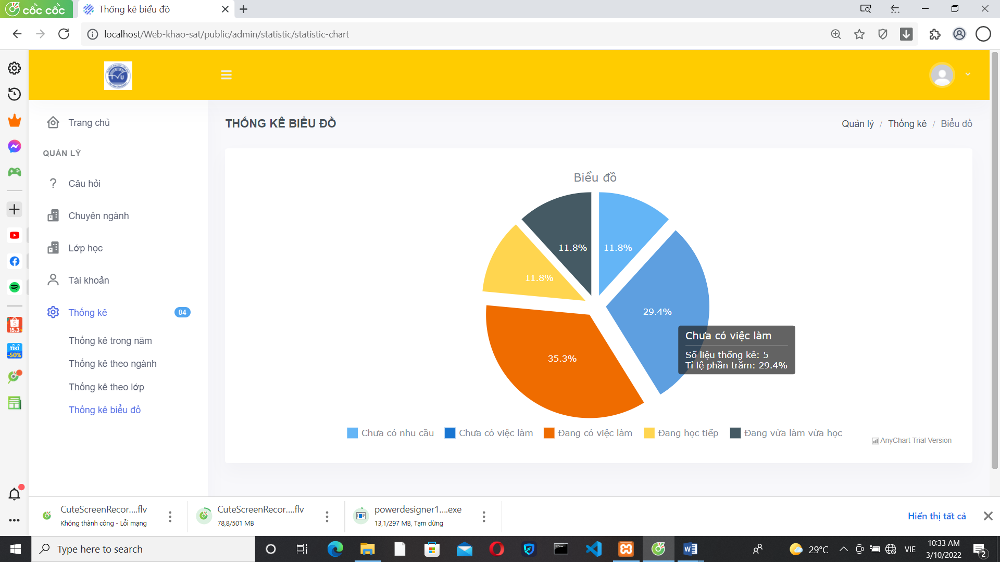 cốc cốc
Thống kê biểu đồ
localhost/Web-khao-sat/public/admin/statistic/statistic-chart
TVU
Trang chủ
QUẢN LÝ
Câu hỏi
Chuyên ngành
Lớp học
Tài khoản
Thống kê
04
Thống kê trong năm
Thống kê theo ngành
Thống kê theo lớp
Thống kê biểu đồ
15.3
TIKI
-50%
THỐNG KÊ BIỂU ĐỒ
Quản lý / Thống kê / Biểu đồ
Biểu đồ
11.8%
11.8%
11.8%
29.4%
35.3%
Chưa có việc làm
Số liệu thống kê: 5
Tỉ lệ phần trăm: 29.4%
Chưa có nhu cầu
Chưa có việc làm
Đang có việc làm
Đang học tiếp
Đang vừa làm vừa học
AnyChart Trial Version
CuteScreenRecor....flv
Không thành công - Lỗi mạng
CuteScreenRecor....flv
78,8/501 MB
powerdesigner1....exe
13,1/297 MB, Tạm dừng
Hiển thị tất cả
Type here to search
29°C
VIE
10:33 AM
3/10/2022
2